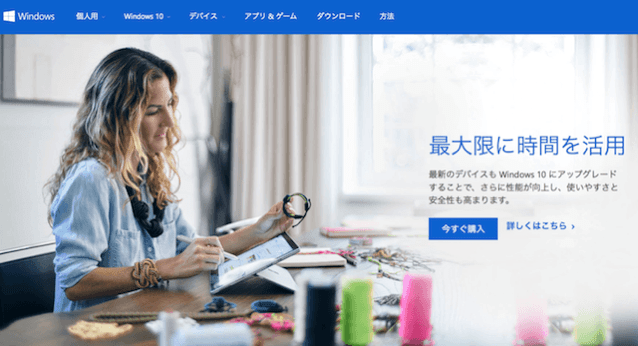 Windows 個人用 Windows 10 デバイス アプリ & ゲーム ダウンロード 方法
最大限に時間を活用
最新のデバイスも Windows 10 にアップグレード
することで、さらに性能が向上し、使いやすさと
安全性も高まります。
今すぐ購入 詳しくはこちら ›